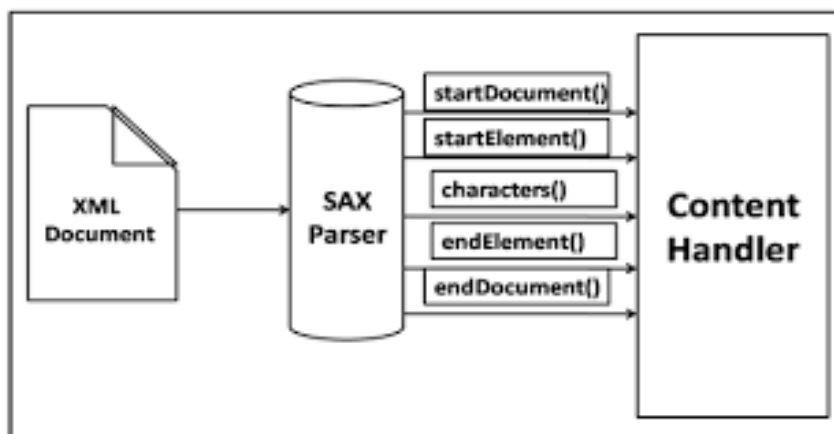 XML
Document
SAX
Parser
startDocument()
startElement()
characters()
endElement()
endDocument()
Content
Handler